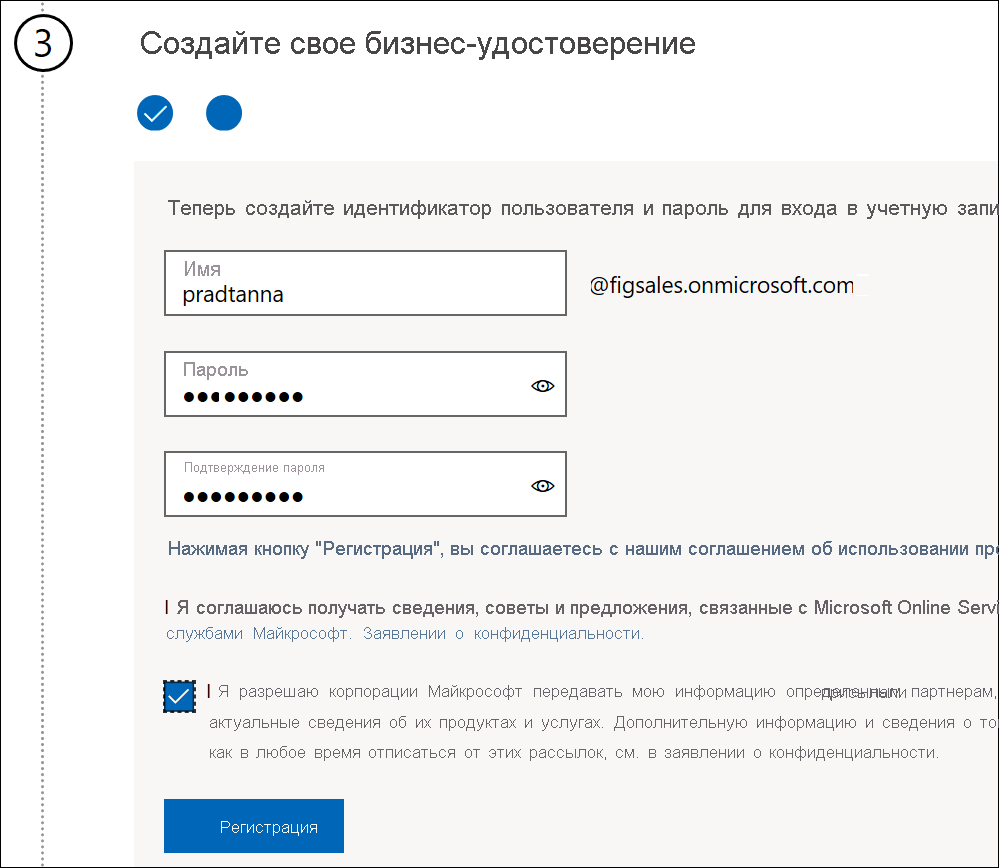 3
Создайте свое бизнес-удостоверение
Теперь создайте идентификатор пользователя и пароль для входа в учетную запи
Имя
pradtanna
@figsales.onmicrosoft.com
Пароль
Подтверждение пароля
Нажимая кнопку "Регистрация", вы соглашаетесь с нашим соглашением об использовании про
I Я соглашаюсь получать сведения, советы и предложения, связанные с Microsoft Online Servi
службами Майкрософт. Заявлении о конфиденциальности.
I Я разрешаю корпорации Майкрософт передавать мою информацию определенным партнерам,
актуальные сведения об их продуктах и услугах. Дополнительную информацию и сведения о то
как в любое время отписаться от этих рассылок, см. в заявлении о конфиденциальности.
Регистрация